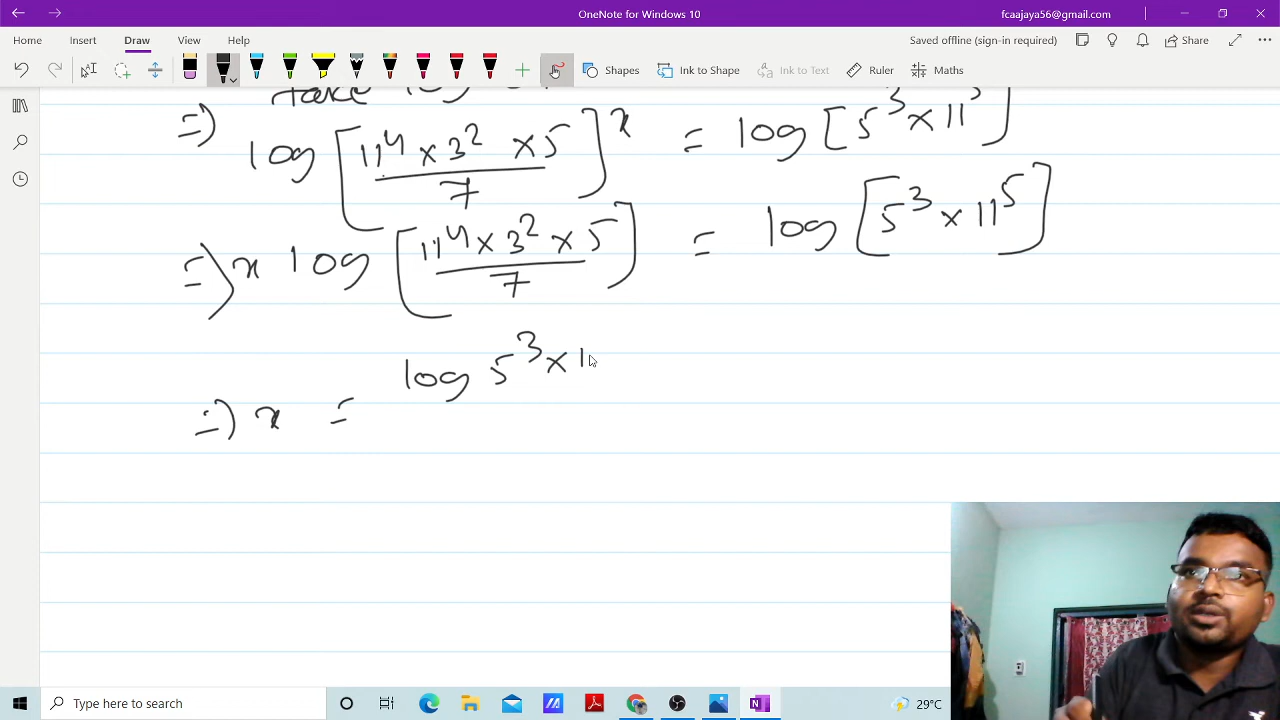 OneNote for Windows 10
fcaajaya56@gmail.com
Home Insert Draw View Help
Saved offline (sign-in required)
Share
Shapes
Ink to Shape
Ink to Text
Ruler
Maths
take log
=) log [11^4 x 3^2 x 5 / 7]^x = log [5^3 x 11^5]
=) x log [11^4 x 3^2 x 5 / 7] = log [5^3 x 11^5]
log 5^3 x 1
=) x =
Type here to search
29°C